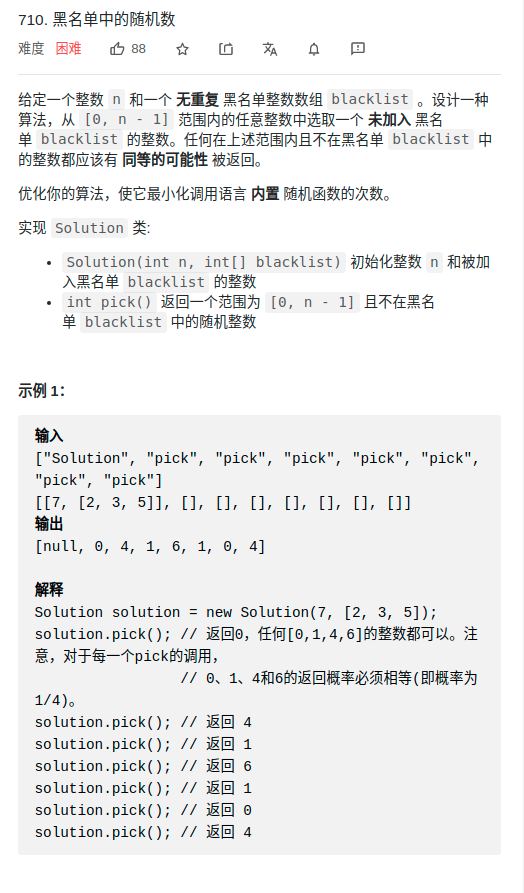 710. 黑名单中的随机数
难度 困难 88
给定一个整数 n 和一个 无重复 黑名单整数数组 blacklist 。设计一种
算法，从 [0, n - 1] 范围内的任意整数中选取一个 未加入 黑名
单 blacklist 的整数。任何在上述范围内且不在黑名单 blacklist 中
的整数都应该有 同等的可能性 被返回。
优化你的算法，使它最小化调用语言 内置 随机函数的次数。
实现 Solution 类:
• Solution(int n, int[] blacklist) 初始化整数 n 和被加
入黑名单 blacklist 的整数
• int pick() 返回一个范围为 [0, n - 1] 且不在黑名
单 blacklist 中的随机整数
示例 1：
输入
["Solution", "pick", "pick", "pick", "pick", "pick",
"pick", "pick"]
[[7, [2, 3, 5]], [], [], [], [], [], [], []]
输出
[null, 0, 4, 1, 6, 1, 0, 4]
解释
Solution solution = new Solution(7, [2, 3, 5]);
solution.pick(); // 返回0，任何[0,1,4,6]的整数都可以。注
意，对于每一个pick的调用，
// 0、1、4和6的返回概率必须相等(即概率为
1/4)。
solution.pick(); // 返回 4
solution.pick(); // 返回 1
solution.pick(); // 返回 6
solution.pick(); // 返回 1
solution.pick(); // 返回 0
solution.pick(); // 返回 4